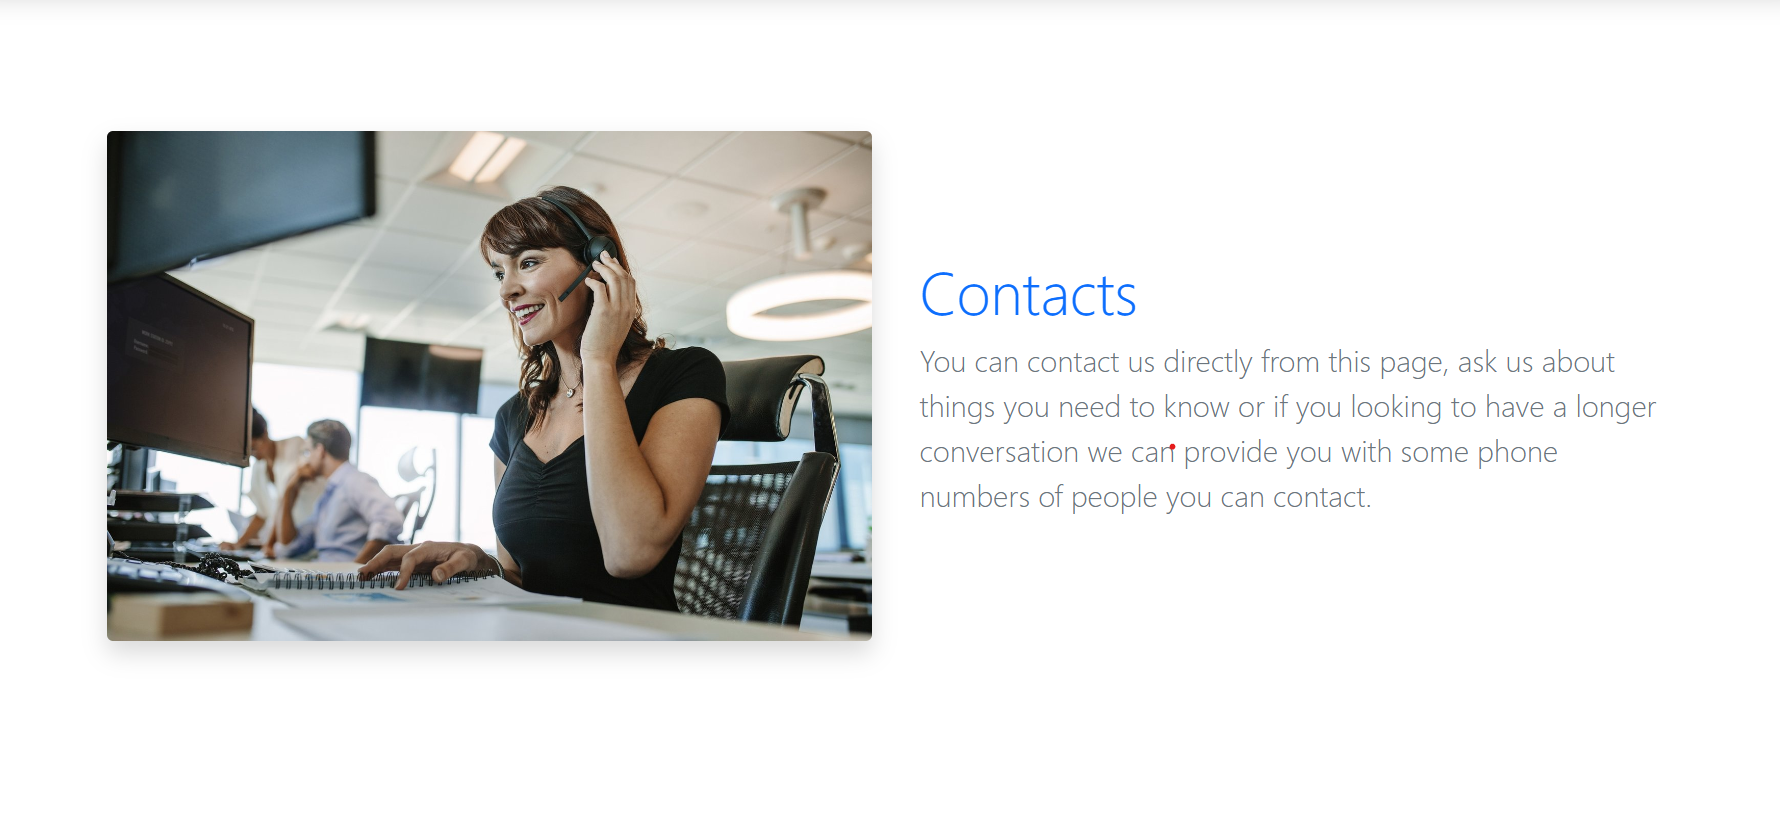 Contacts
You can contact us directly from this page, ask us about
things you need to know or if you looking to have a longer
conversation we can provide you with some phone
numbers of people you can contact.